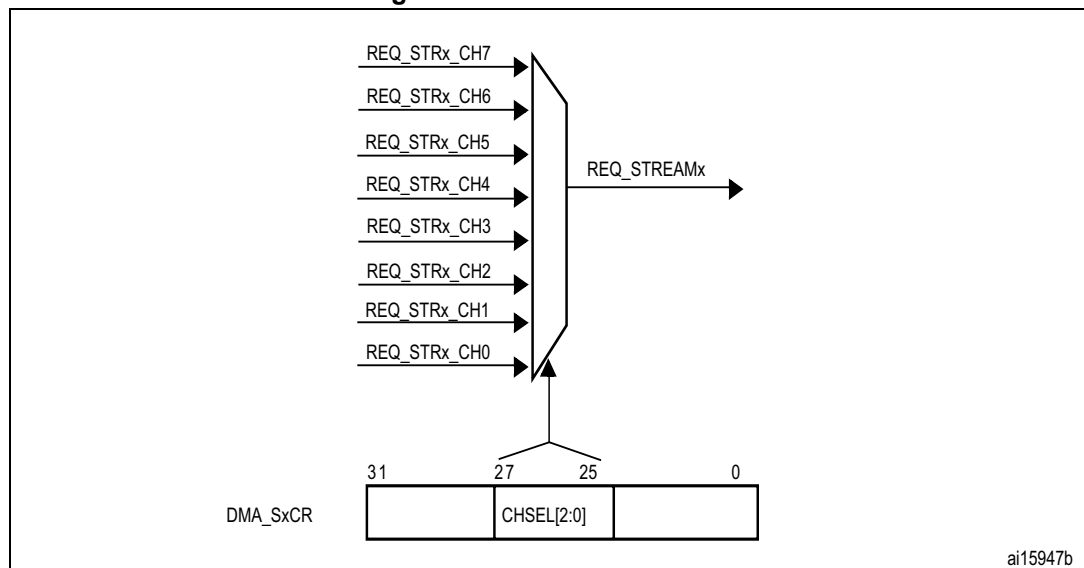 REQ_STRx_CH7
REQ_STRx_CH6
REQ_STRx_CH5
REQ_STRx_CH4
REQ_STREAMx
REQ_STRx_CH3
REQ_STRx_CH2
REQ_STRx_CH1
REQ_STRx_CH0
31 27 25 0
DMA_SxCR CHSEL[2:0]
ai15947b